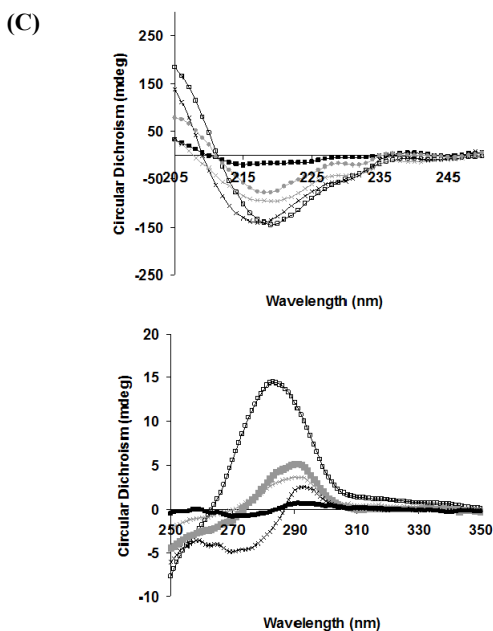 (C)
Circular Dichroism (mdeg)
250
150
50
-50
-150
-250
205 215 225 235 245
Wavelength (nm)
Circular Dichroism (mdeg)
20
15
10
5
0
-5
-10
250 270 290 310 330 350
Wavelength (nm)